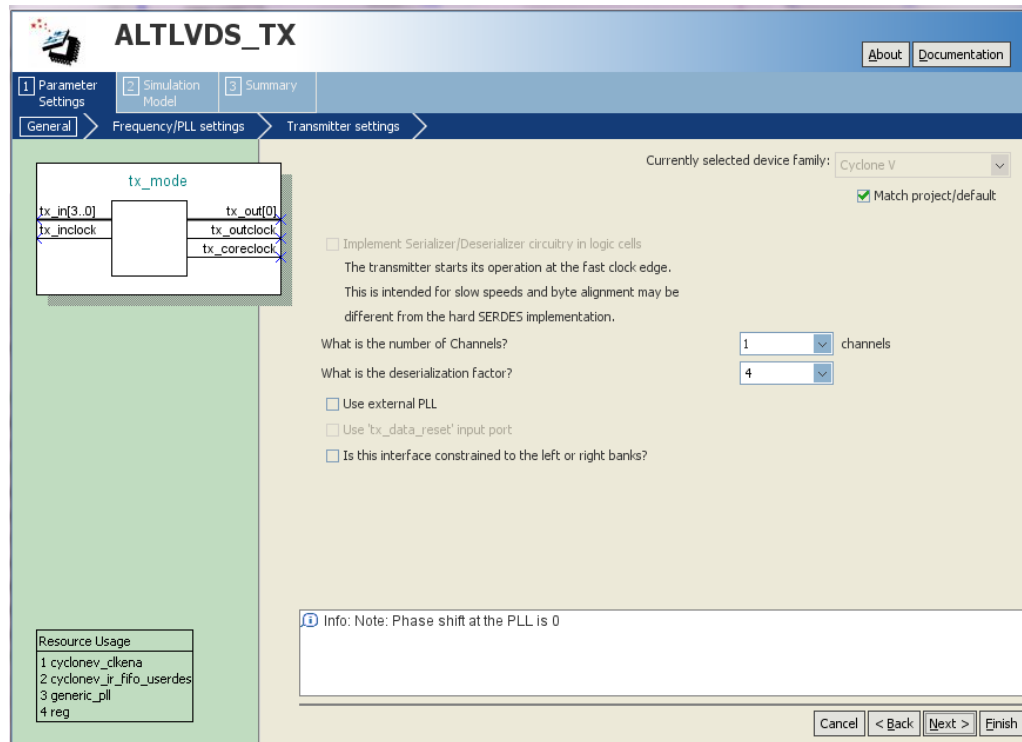 ALTLVDS_TX
About
Documentation
1 Parameter Settings
2 Simulation Model
3 Summary
General
Frequency/PLL settings
Transmitter settings
Currently selected device family:
Cyclone V
Match project/default
tx_mode
tx_in[3..0]
tx_out[0]
tx_inclock
tx_outclock
tx_coreclock
Implement Serializer/Deserializer circuitry in logic cells
The transmitter starts its operation at the fast clock edge.
This is intended for slow speeds and byte alignment may be
different from the hard SERDES implementation.
What is the number of Channels?
1
channels
What is the deserialization factor?
4
Use external PLL
Use 'tx_data_reset' input port
Is this interface constrained to the left or right banks?
Info: Note: Phase shift at the PLL is 0
Resource Usage
1 cyclonev_clkena
2 cyclonev_ir_fifo_userdes
3 generic_pll
4 reg
Cancel
< Back
Next >
Finish